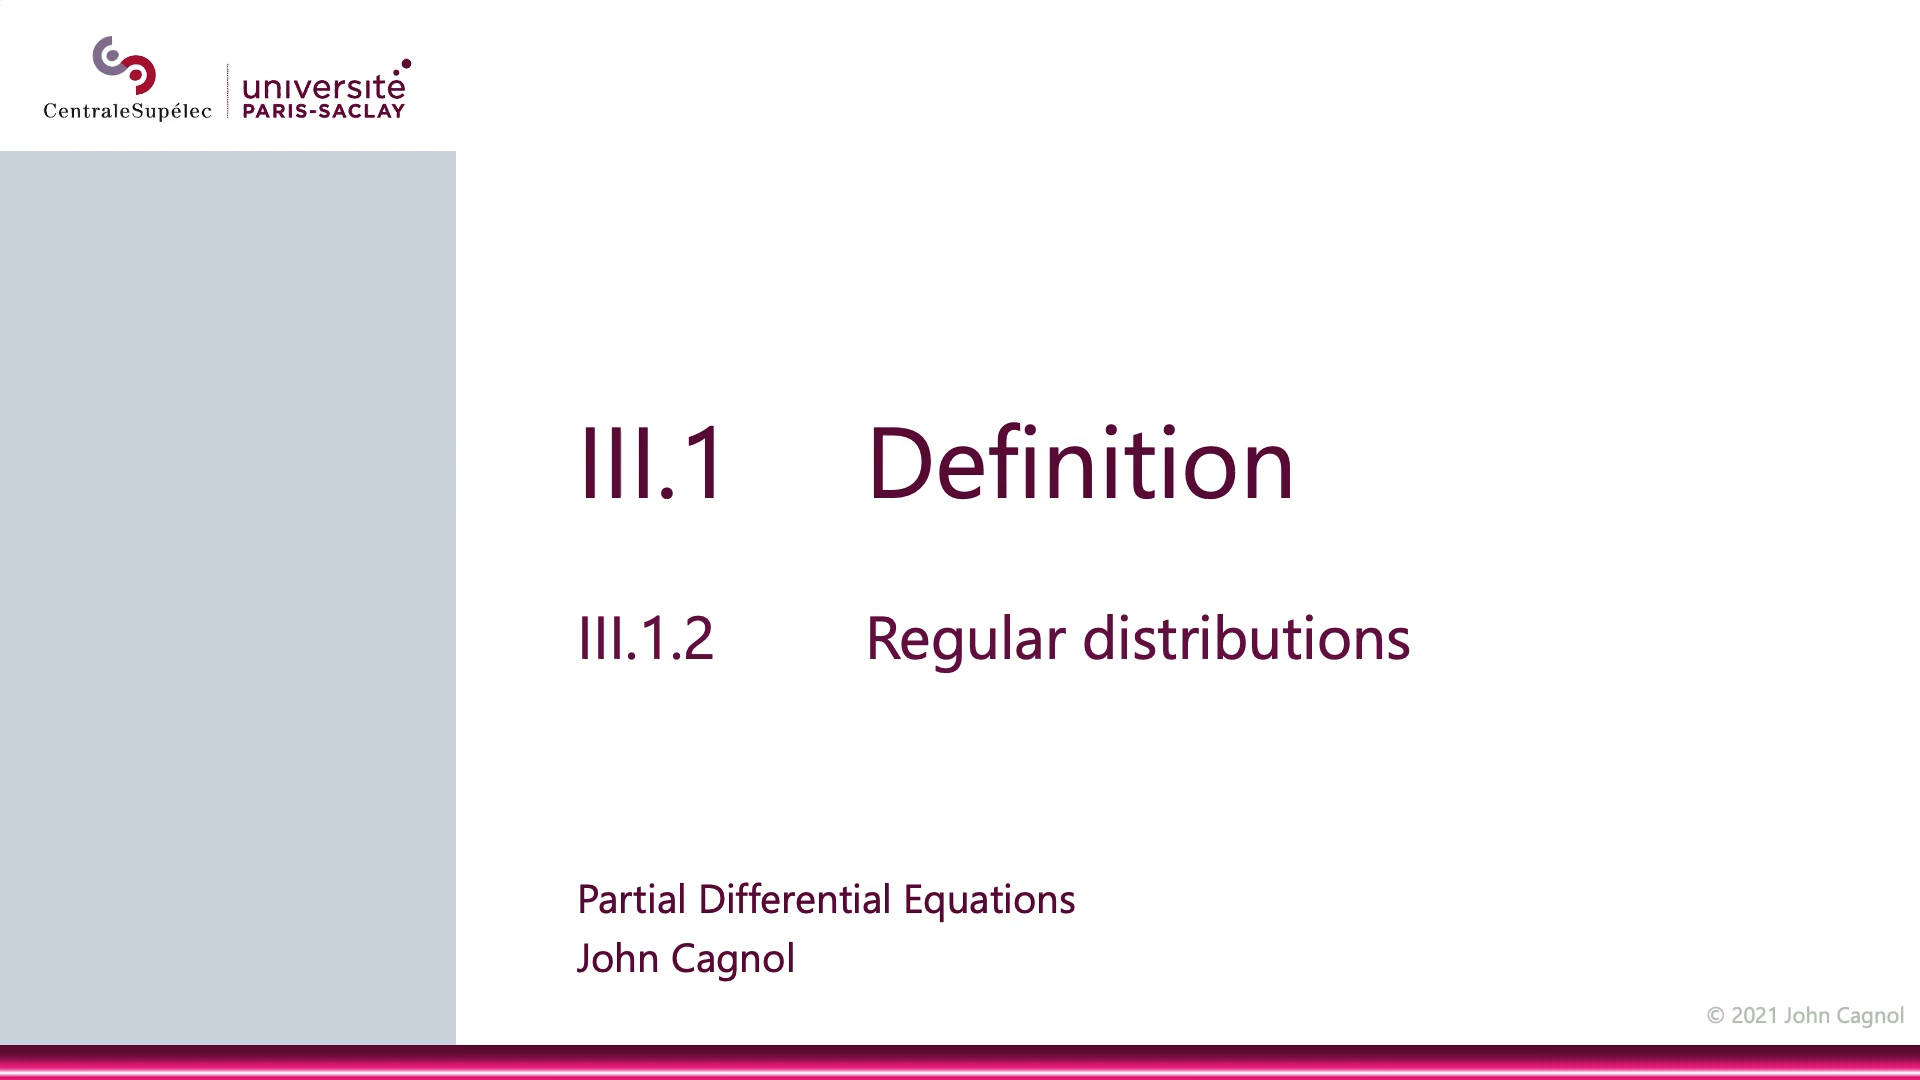 CentraleSupélec
université
PARIS-SACLAY
III.1 Definition
III.1.2 Regular distributions
Partial Differential Equations
John Cagnol
© 2021 John Cagnol